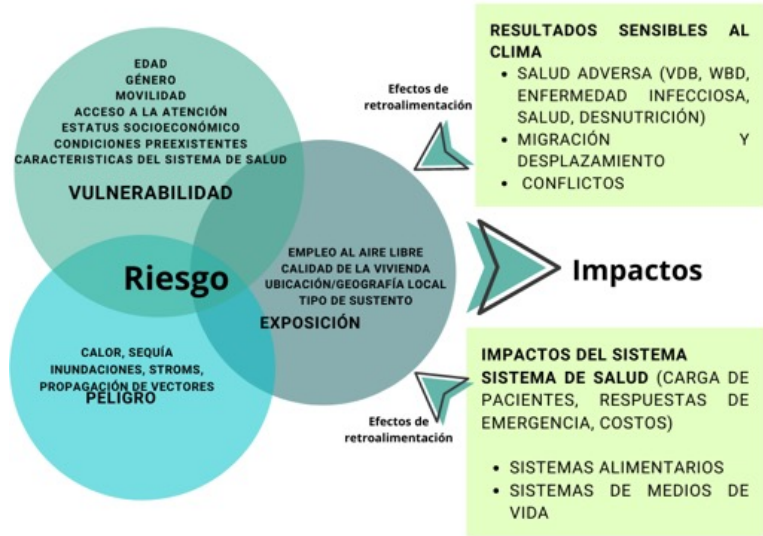 EDAD
GÉNERO
MOVILIDAD
ACCESO A LA ATENCIÓN
ESTATUS SOCIOECONÓMICO
CONDICIONES PREEXISTENTES
CARACTERISTICAS DEL SISTEMA DE SALUD
VULNERABILIDAD
Riesgo
EMPLEO AL AIRE LIBRE
CALIDAD DE LA VIVIENDA
UBICACIÓN/GEOGRAFÍA LOCAL
TIPO DE SUSTENTO
EXPOSICIÓN
CALOR, SEQUÍA
INUNDACIONES, STROMS,
PROPAGACIÓN DE VECTORES
PELIGRO
Efectos de
retroalimentación
Impactos
Efectos de
retroalimentación
RESULTADOS SENSIBLES AL
CLIMA
• SALUD ADVERSA (VDB, WBD,
ENFERMEDAD INFECCIOSA,
SALUD, DESNUTRICIÓN)
• MIGRACIÓN Y
DESPLAZAMIENTO
• CONFLICTOS
IMPACTOS DEL SISTEMA
SISTEMA DE SALUD (CARGA DE
PACIENTES, RESPUESTAS DE
EMERGENCIA, COSTOS)
• SISTEMAS ALIMENTARIOS
• SISTEMAS DE MEDIOS DE
VIDA